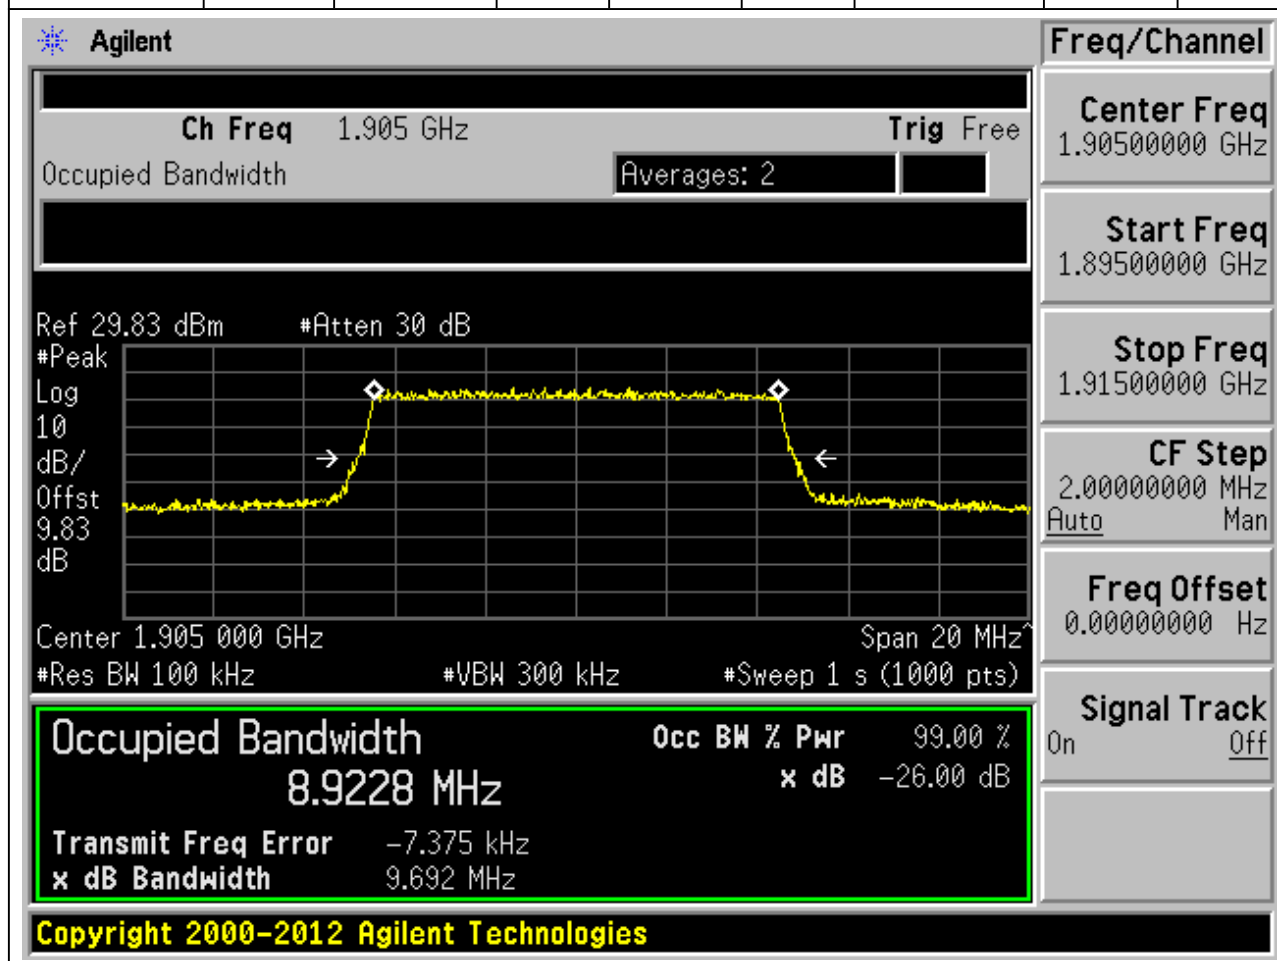 Agilent
Freq/Channel
Ch Freq 1.905 GHz Trig Free
Occupied Bandwidth Averages: 2
Center Freq
1.90500000 GHz
Start Freq
1.89500000 GHz
Stop Freq
1.91500000 GHz
CF Step
2.00000000 MHz
Auto Man
Freq Offset
0.00000000 Hz
Signal Track
On Off
Ref 29.83 dBm #Atten 30 dB
#Peak
Log
10
dB/
Offst
9.83
dB
Center 1.905 000 GHz Span 20 MHz^
#Res BW 100 kHz #VBW 300 kHz #Sweep 1 s (1000 pts)
Occupied Bandwidth Occ BW % Pwr 99.00 %
8.9228 MHz x dB -26.00 dB
Transmit Freq Error -7.375 kHz
x dB Bandwidth 9.692 MHz
Copyright 2000-2012 Agilent Technologies